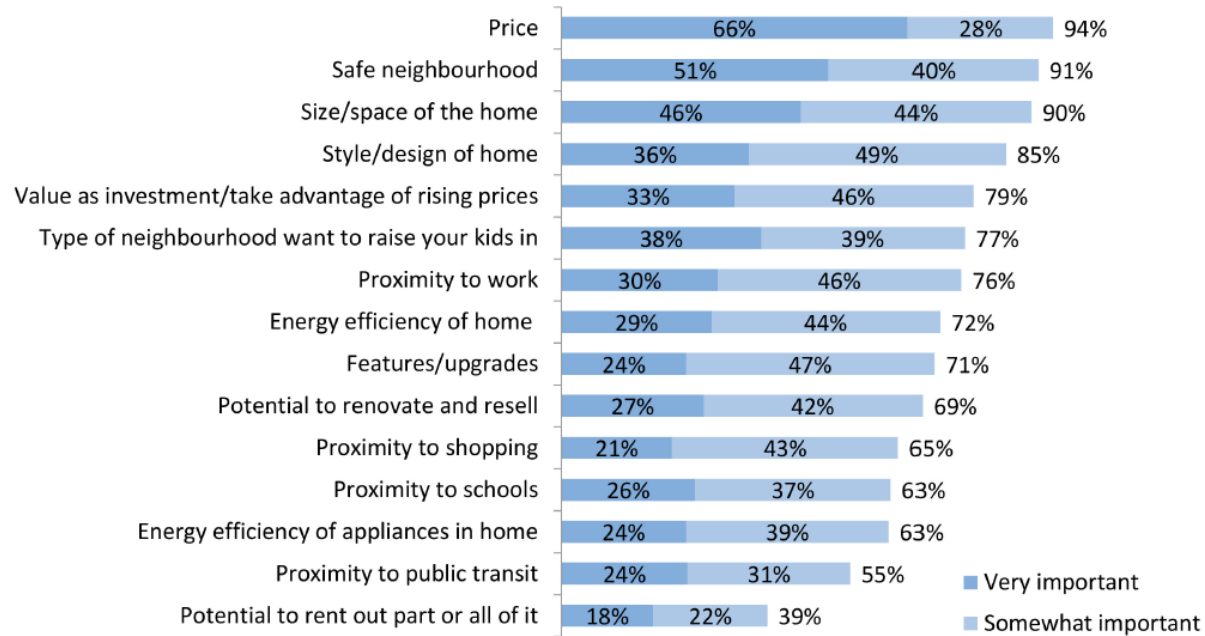 Price 66% 28% 94%
Safe neighbourhood 51% 40% 91%
Size/space of the home 46% 44% 90%
Style/design of home 36% 49% 85%
Value as investment/take advantage of rising prices 33% 46% 79%
Type of neighbourhood want to raise your kids in 38% 39% 77%
Proximity to work 30% 46% 76%
Energy efficiency of home 29% 44% 72%
Features/upgrades 24% 47% 71%
Potential to renovate and resell 27% 42% 69%
Proximity to shopping 21% 43% 65%
Proximity to schools 26% 37% 63%
Energy efficiency of appliances in home 24% 39% 63%
Proximity to public transit 24% 31% 55%
Potential to rent out part or all of it 18% 22% 39%
Very important
Somewhat important